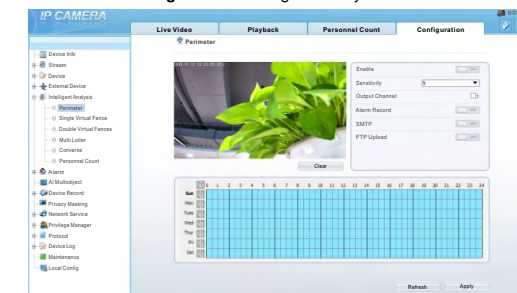 IP CAMERA
Live Video
Playback
Personnel Count
Configuration
Perimeter
Device Info
Stream
Device
External Device
Intelligent Analysis
Perimeter
Single Virtual Fence
Double Virtual Fences
Multi Loiter
Converse
Personnel Count
Alarm
AI Multiobject
Device Record
Privacy Masking
Network Service
Privilege Manager
Protocol
Device Log
Maintenance
Local Config
Enable
Sensitivity
5
Output Channel
1
Alarm Record
SMTP
FTP Upload
Clear
0 1 2 3 4 5 6 7 8 9 10 11 12 13 14 15 16 17 18 19 20 21 22 23 24
Sun
Mon
Tues
Wed
Thur
Fri
Sat
Refresh
Apply